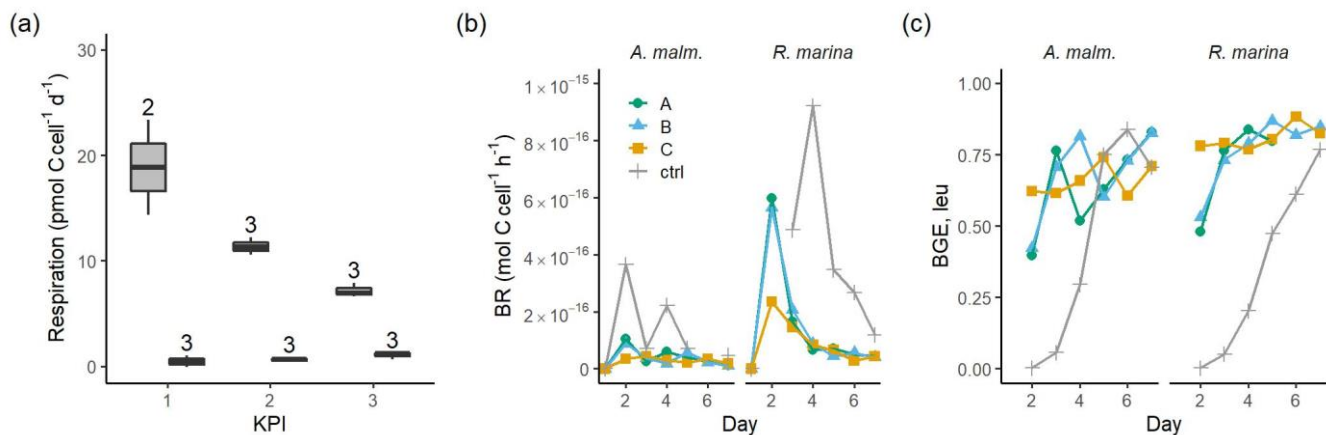 (a)
Respiration (pmol C cell⁻¹ d⁻¹)
30
20
10
0
2
3
3
3
3
3
1
2
3
KPI
(b)
A. malm.
R. marina
BR (mol C cell⁻¹ h⁻¹)
1 × 10⁻¹⁵
8 × 10⁻¹⁶
6 × 10⁻¹⁶
4 × 10⁻¹⁶
2 × 10⁻¹⁶
0
A
B
C
ctrl
2 4 6
2 4 6
Day
(c)
A. malm.
R. marina
BGE, leu
1.00
0.75
0.50
0.25
0.00
2 4 6
2 4 6
Day